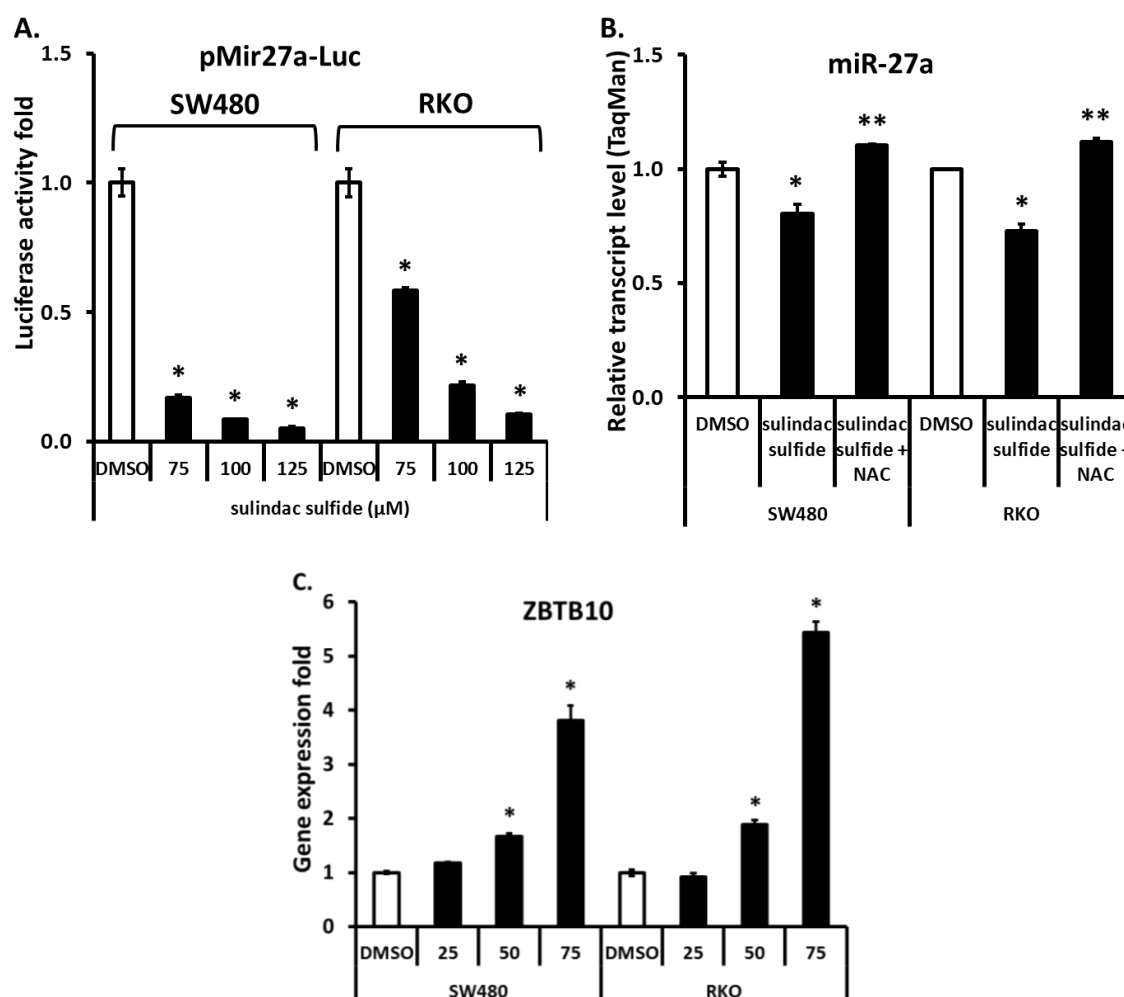 A.
pMir27a-Luc
SW480
RKO
Luciferase activity fold
1.5
1.0
0.5
0.0
* * * * * *
DMSO 75 100 125 DMSO 75 100 125
sulindac sulfide (µM)
B.
miR-27a
Relative transcript level (TaqMan)
1.5
1.0
0.5
0.0
* ** * **
DMSO sulindac sulindac DMSO sulindac sulindac
sulfide sulfide + sulfide sulfide +
NAC NAC
SW480 RKO
C.
ZBTB10
Gene expression fold
6
5
4
3
2
1
0
* * * *
DMSO 25 50 75 DMSO 25 50 75
SW480 RKO